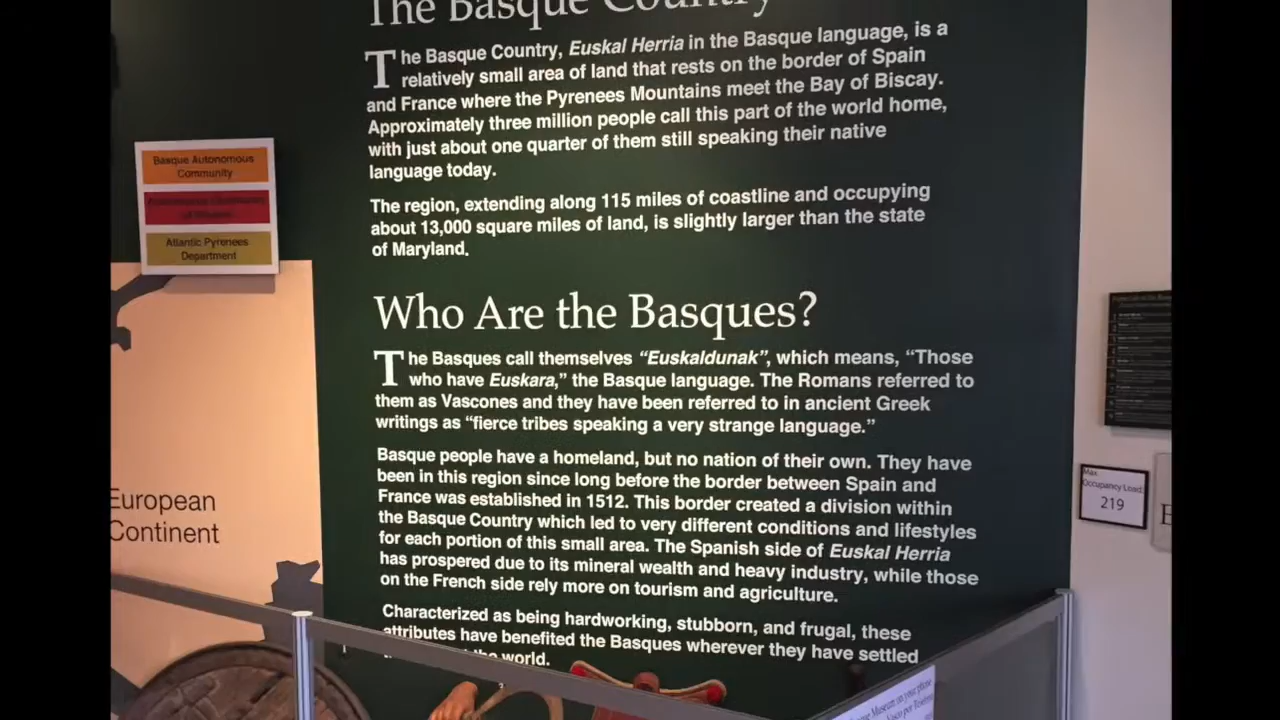 The Basque Country
The Basque Country, Euskal Herria in the Basque language, is a
relatively small area of land that rests on the border of Spain
and France where the Pyrenees Mountains meet the Bay of Biscay.
Approximately three million people call this part of the world home,
with just about one quarter of them still speaking their native
language today.
The region, extending along 115 miles of coastline and occupying
about 13,000 square miles of land, is slightly larger than the state
of Maryland.
Who Are the Basques?
The Basques call themselves “Euskaldunak”, which means, “Those
who have Euskara,” the Basque language. The Romans referred to
them as Vascones and they have been referred to in ancient Greek
writings as “fierce tribes speaking a very strange language.”
Basque people have a homeland, but no nation of their own. They have
been in this region since long before the border between Spain and
France was established in 1512. This border created a division within
the Basque Country which led to very different conditions and lifestyles
for each portion of this small area. The Spanish side of Euskal Herria
has prospered due to its mineral wealth and heavy industry, while those
on the French side rely more on tourism and agriculture.
Characterized as being hardworking, stubborn, and frugal, these
attributes have benefited the Basques wherever they have settled
the world.
Basque Autonomous
Community
Atlantic Pyrenees
Department
European
Continent
Max.
Occupancy Load:
219
E
Museum on your phone